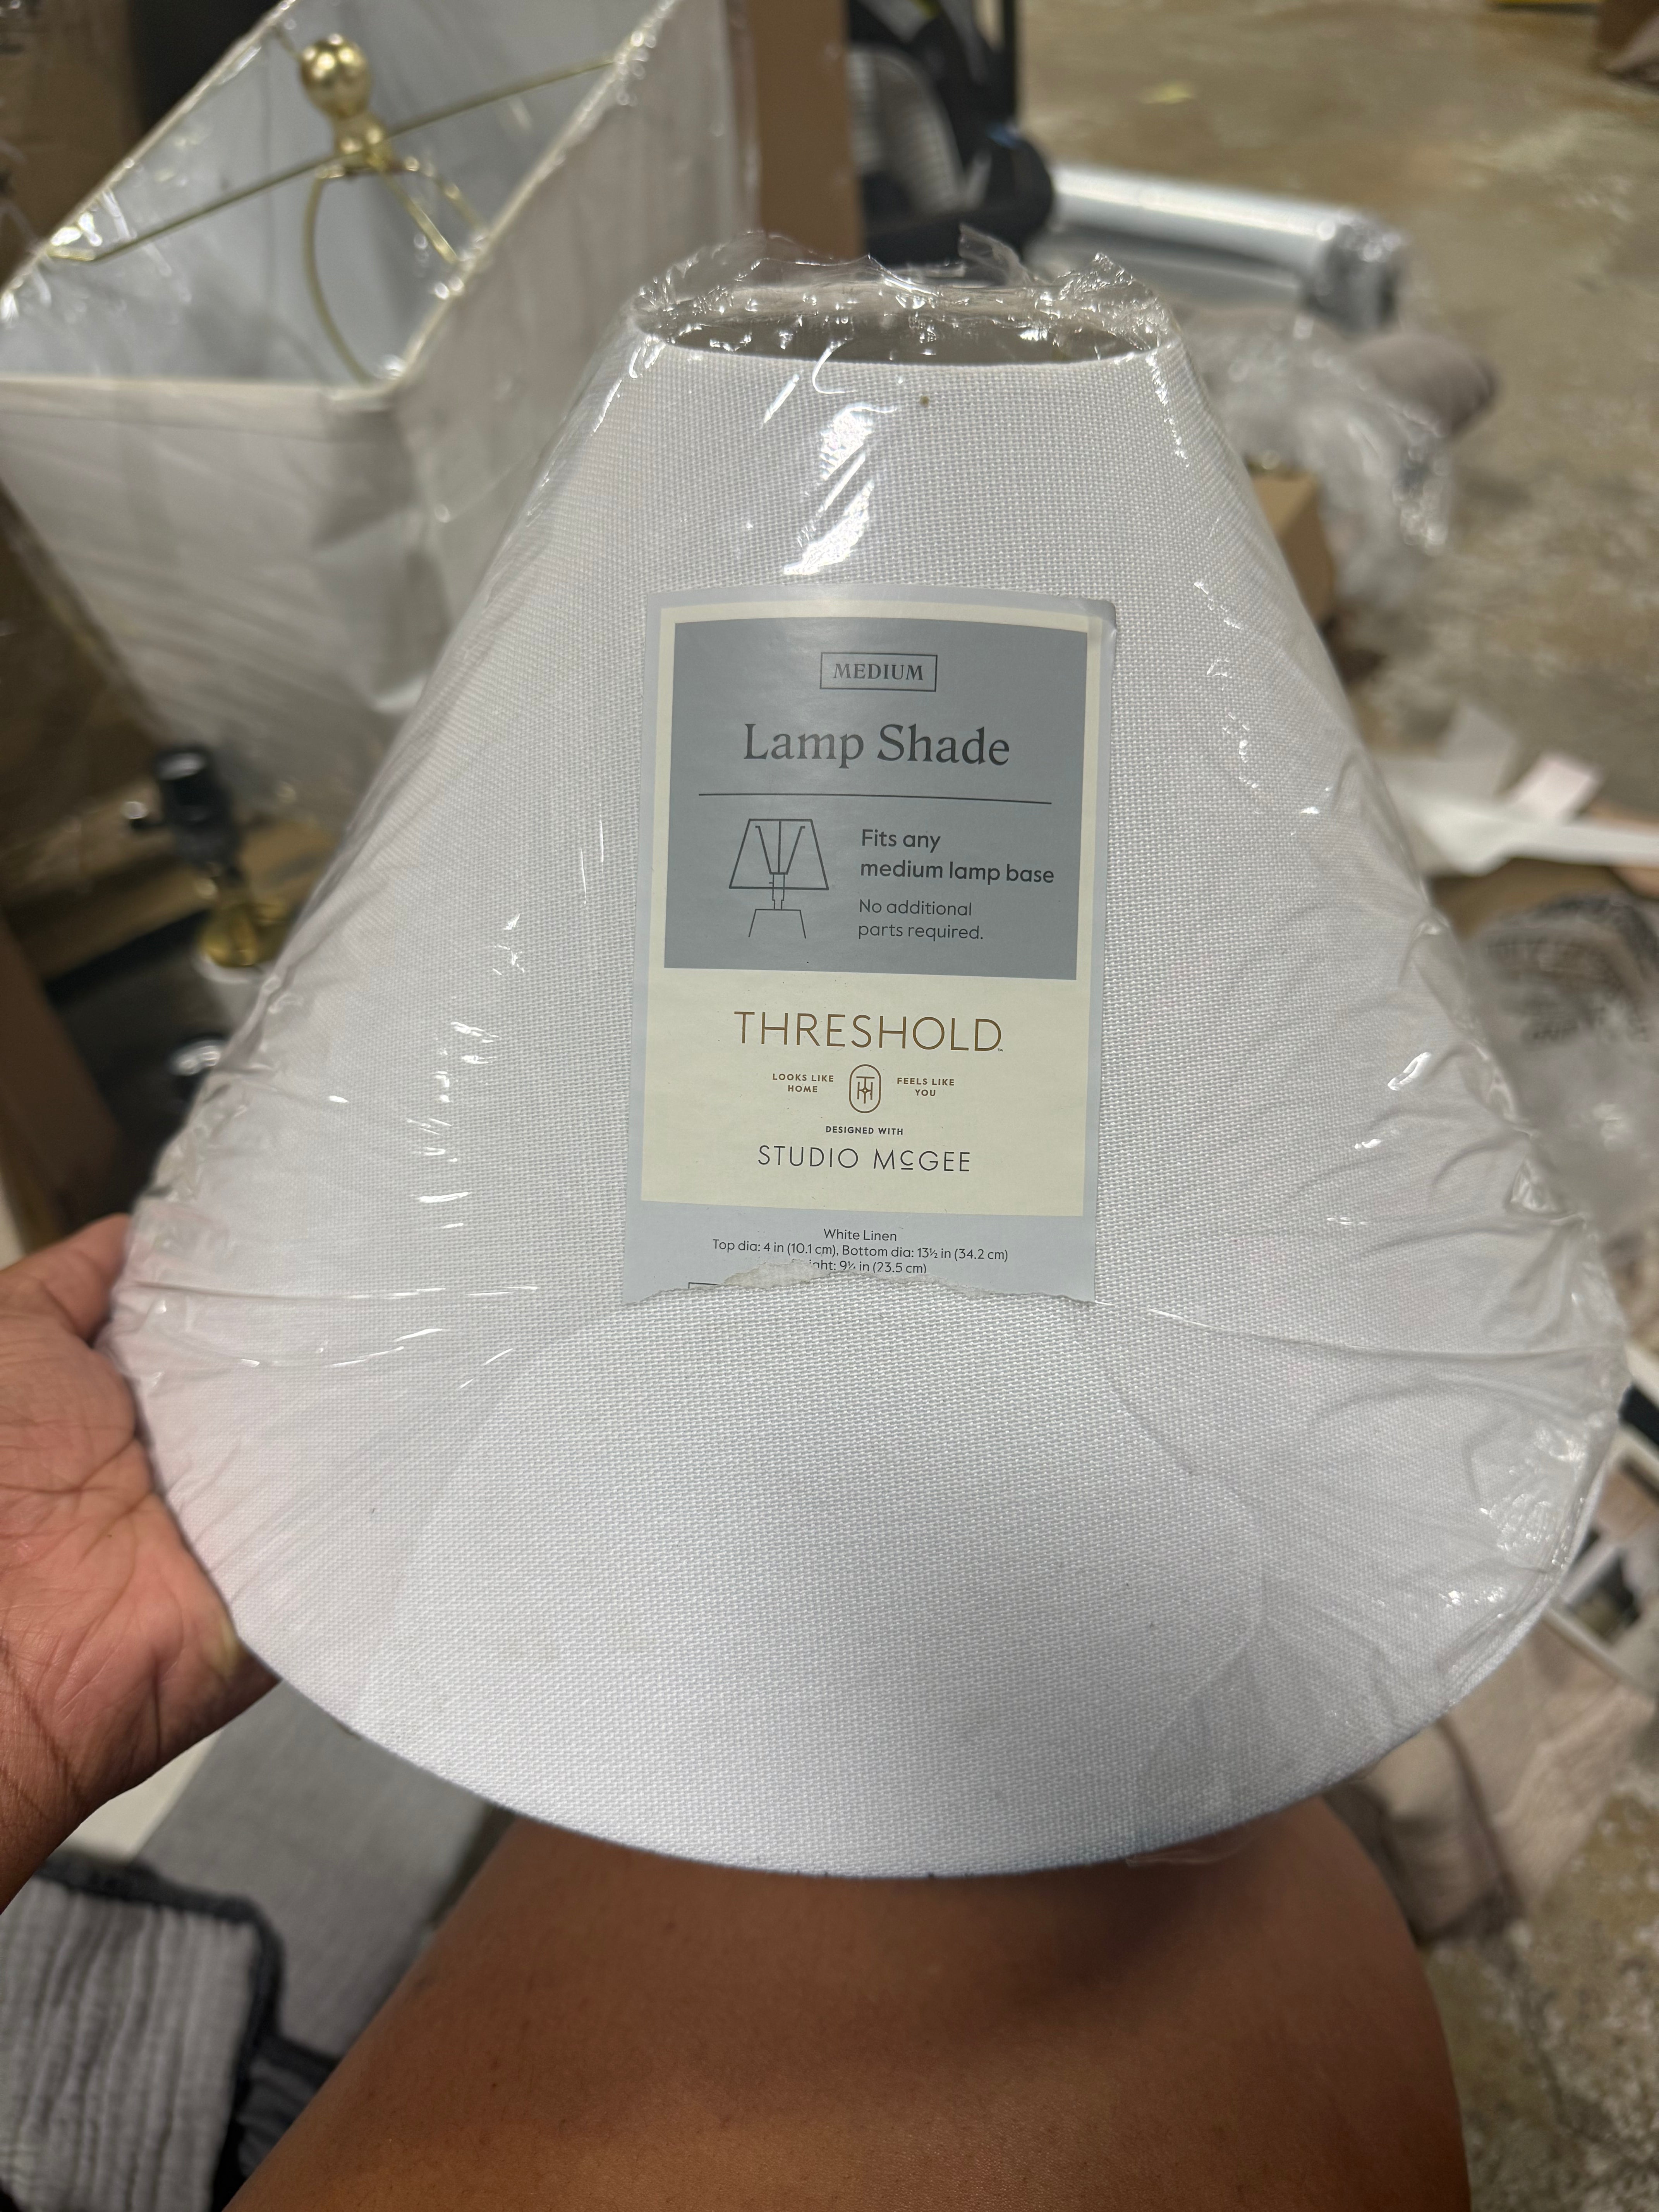 MEDIUM
Lamp Shade
Fits any
medium lamp base
No additional
parts required.
THRESHOLD™
LOOKS LIKE
HOME
FEELS LIKE
YOU
DESIGNED WITH
STUDIO MCGEE
White Linen
Top dia: 4 in (10.1 cm), Bottom dia: 13½ in (34.2 cm)
in (23.5 cm)